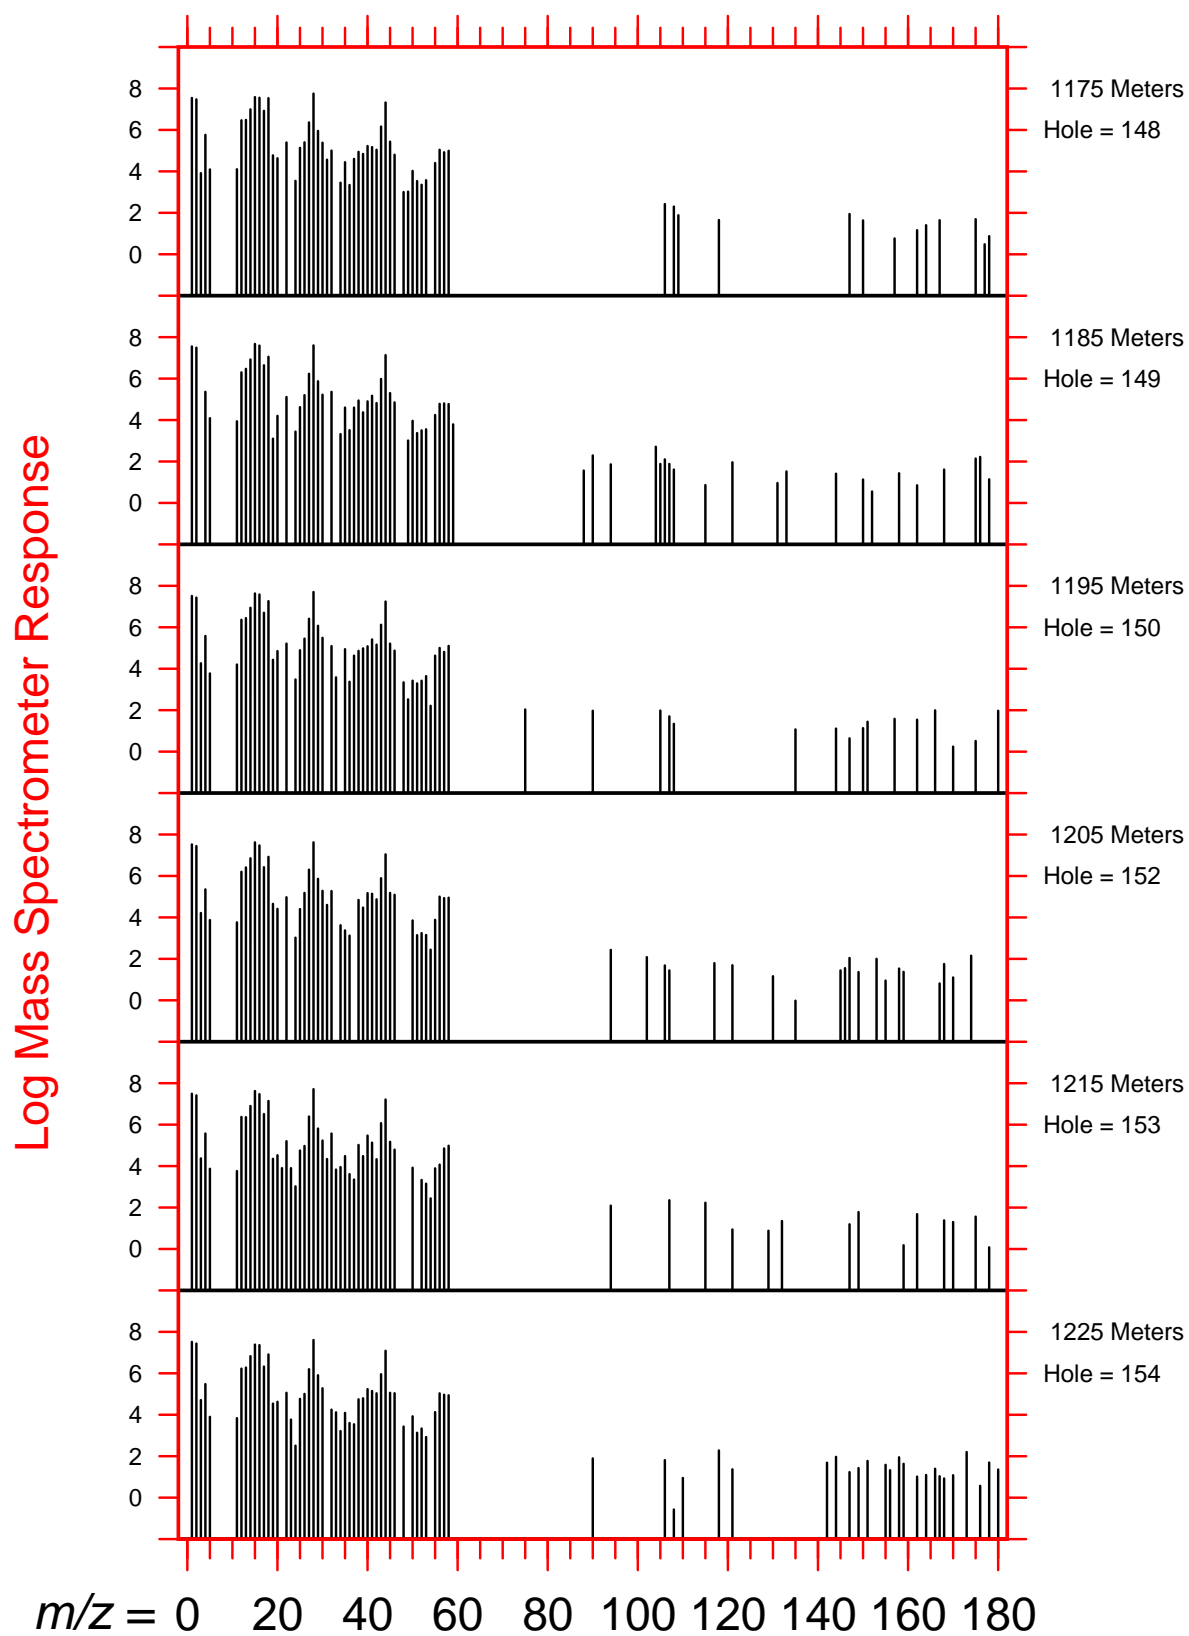 Log Mass Spectrometer Response
8
6
4
2
0
1175 Meters
Hole = 148
8
6
4
2
0
1185 Meters
Hole = 149
8
6
4
2
0
1195 Meters
Hole = 150
8
6
4
2
0
1205 Meters
Hole = 152
8
6
4
2
0
1215 Meters
Hole = 153
8
6
4
2
0
1225 Meters
Hole = 154
m/z = 0 20 40 60 80 100 120 140 160 180